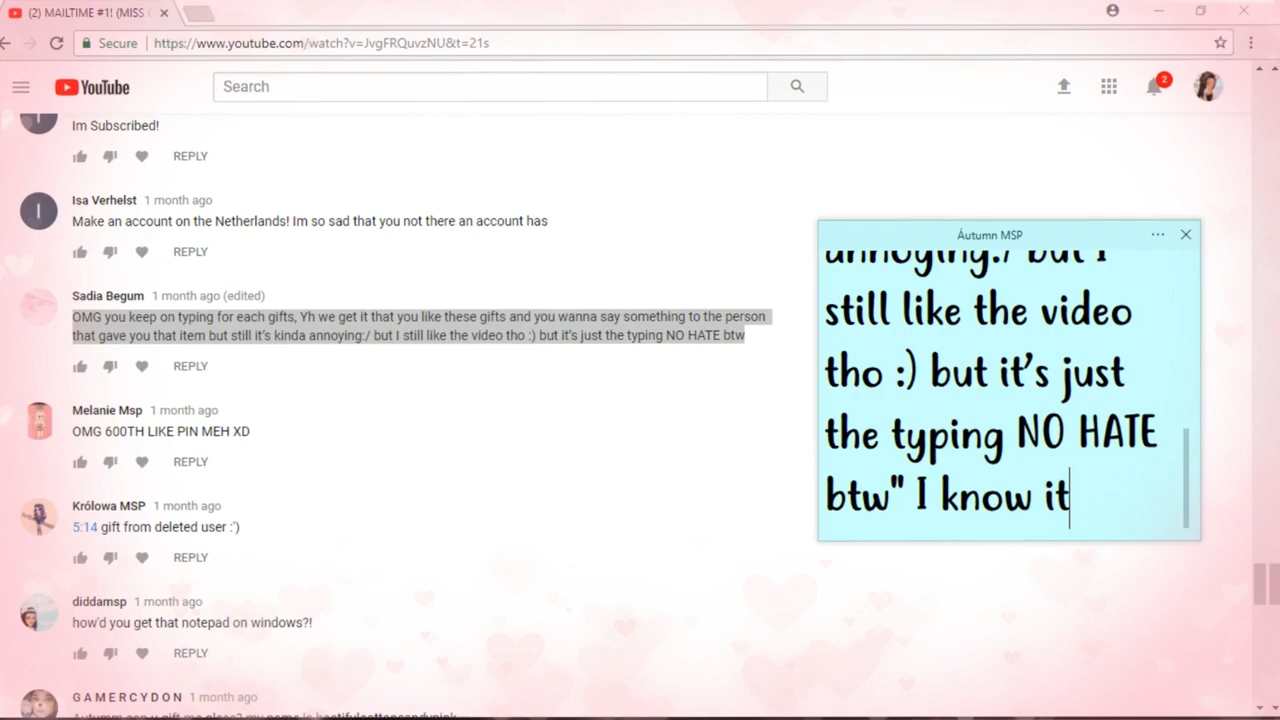 (2) MAILTIME #1! (MISS
Secure
https://www.youtube.com/watch?v=JvgFRQuvzNU&t=21s
YouTube
Search
2
Im Subscribed!
REPLY
Isa Verhelst 1 month ago
Make an account on the Netherlands! Im so sad that you not there an account has
REPLY
Sadia Begum 1 month ago (edited)
OMG you keep on typing for each gifts, Yh we get it that you like these gifts and you wanna say something to the person
that gave you that item but still it's kinda annoying:/ but I still like the video tho :) but it's just the typing NO HATE btw
REPLY
Melanie Msp 1 month ago
OMG 600TH LIKE PIN MEH XD
REPLY
Królowa MSP 1 month ago
5:14 gift from deleted user :')
REPLY
diddamsp 1 month ago
how'd you get that notepad on windows?!
REPLY
G A M E R C Y D O N 1 month ago
Áutumn MSP
annoying:/ but I
still like the video
tho :) but it's just
the typing NO HATE
btw" I know it